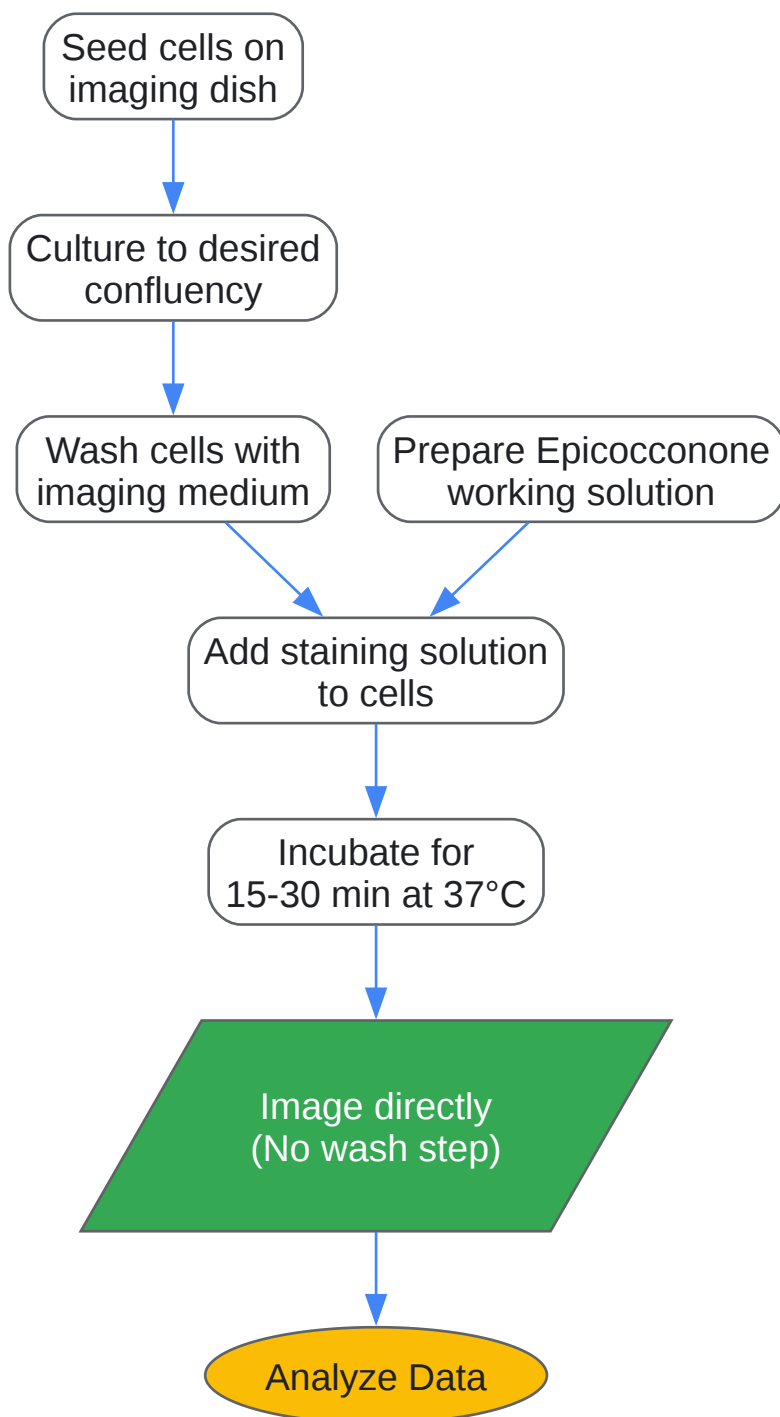 Seed cells on
imaging dish
Culture to desired
confluency
Wash cells with
imaging medium
Prepare Epicocconone
working solution
Add staining solution
to cells
Incubate for
15-30 min at 37°C
Image directly
(No wash step)
Analyze Data